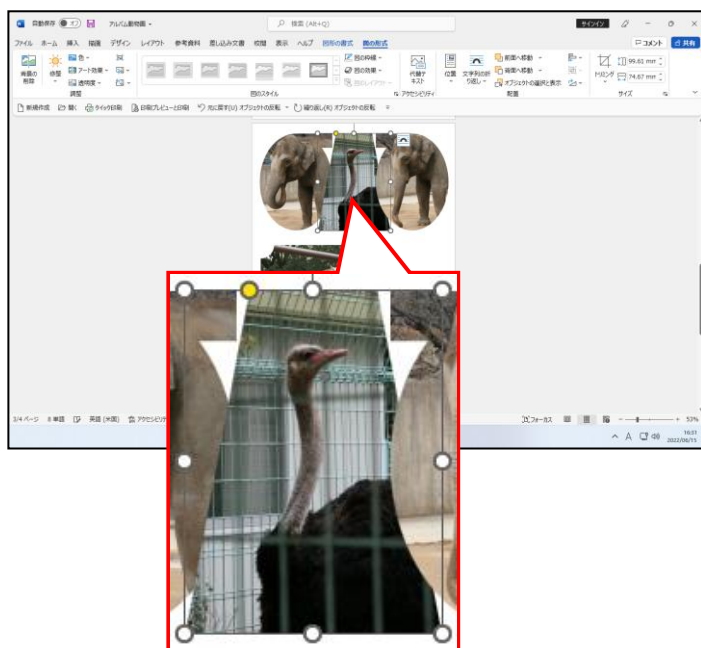 自動保存 オフ アルバム動物園 検索 (Alt+Q) サインイン
ファイル ホーム 挿入 描画 デザイン レイアウト 参考資料 差し込み文書 校閲 表示 ヘルプ 図形の書式 図の形式 コメント 共有
背景の削除 修整 色 アート効果 透明度 図の枠線 図の効果 図のレイアウト 代替テキスト 位置 文字列の折り返し 前面へ移動 背面へ移動 オブジェクトの選択と表示 トリミング 99.61 mm 74.67 mm
調整 図のスタイル アクセシビリティ 配置 サイズ
新規作成 開く クイック印刷 印刷プレビューと印刷 元に戻す(U) オブジェクトの反転 繰り返し(R) オブジェクトの反転
3/4 ページ 8 単語 英語 (米国) アクセシビリテ フォーカス 53%
A 16:31
2022/06/15